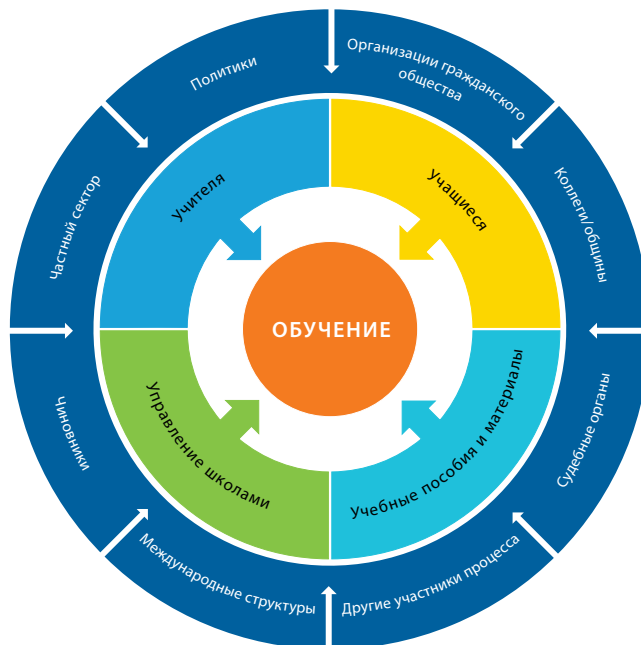 Политики
Организации гражданского
общества
Частный сектор
Коллеги/общины
Чиновники
Судебные органы
Международные структуры
Другие участники процесса
Учителя
Учащиеся
Управление школами
Учебные пособия и материалы
ОБУЧЕНИЕ